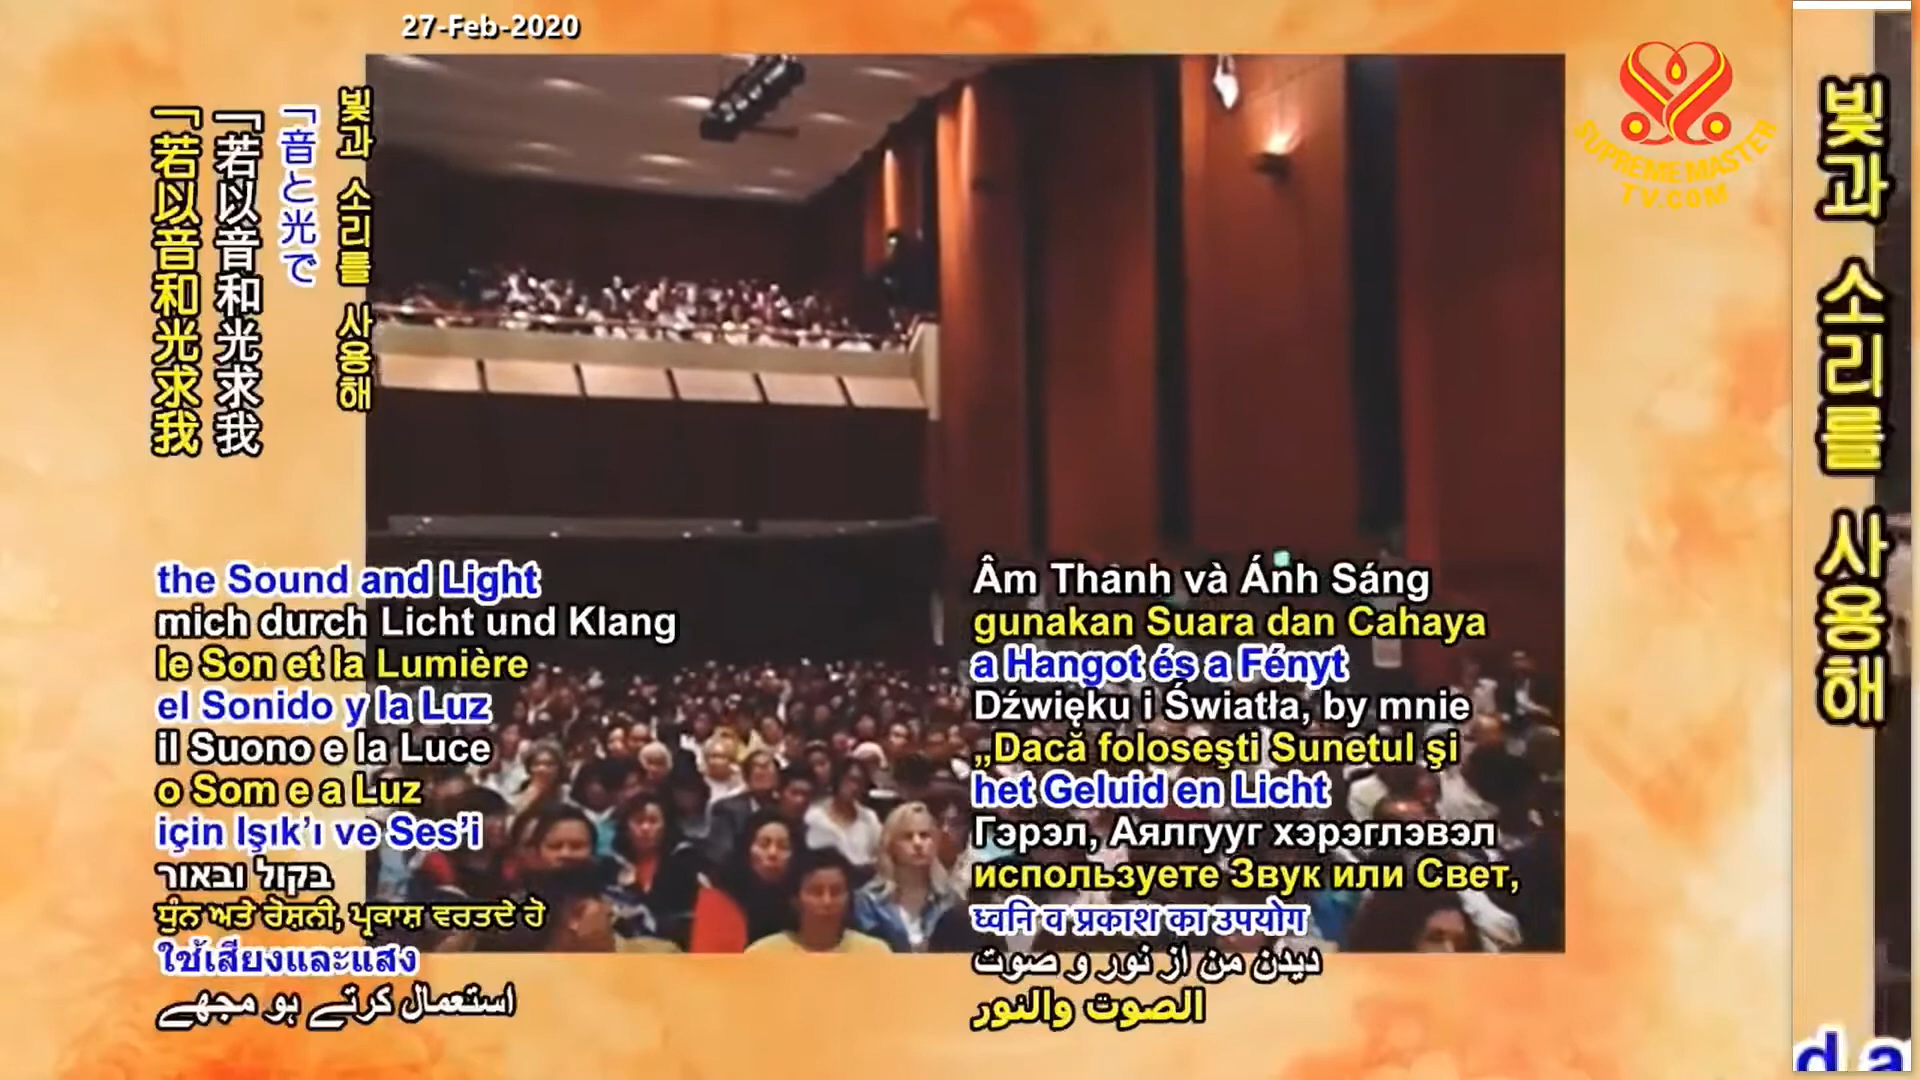 27-Feb-2020
SUPREME MASTER
TV.COM
빛과 소리를 사용해
「音と光で
「若以音和光求我
「若以音和光求我
the Sound and Light
mich durch Licht und Klang
le Son et la Lumière
el Sonido y la Luz
il Suono e la Luce
o Som e a Luz
için Işık’ı ve Ses’i
בקול ובאור
ਧੁੰਨ ਅਤੇ ਰੋਸ਼ਨੀ, ਪ੍ਰਕਾਸ਼ ਵਰਤਦੇ ਹੋ
ใช้เสียงและแสง
استعمال کرتے ہو مجھے
Âm Thanh và Ánh Sáng
gunakan Suara dan Cahaya
a Hangot és a Fényt
Dźwięku i Światła, by mnie
„Dacă foloseşti Sunetul şi
het Geluid en Licht
Гэрэл, Аялгууг хэрэглэвэл
используете Звук или Свет,
ध्वनि व प्रकाश का उपयोग
دیدن من از نور و صوت
الصوت والنور
빛과 소리를 사용해
d a